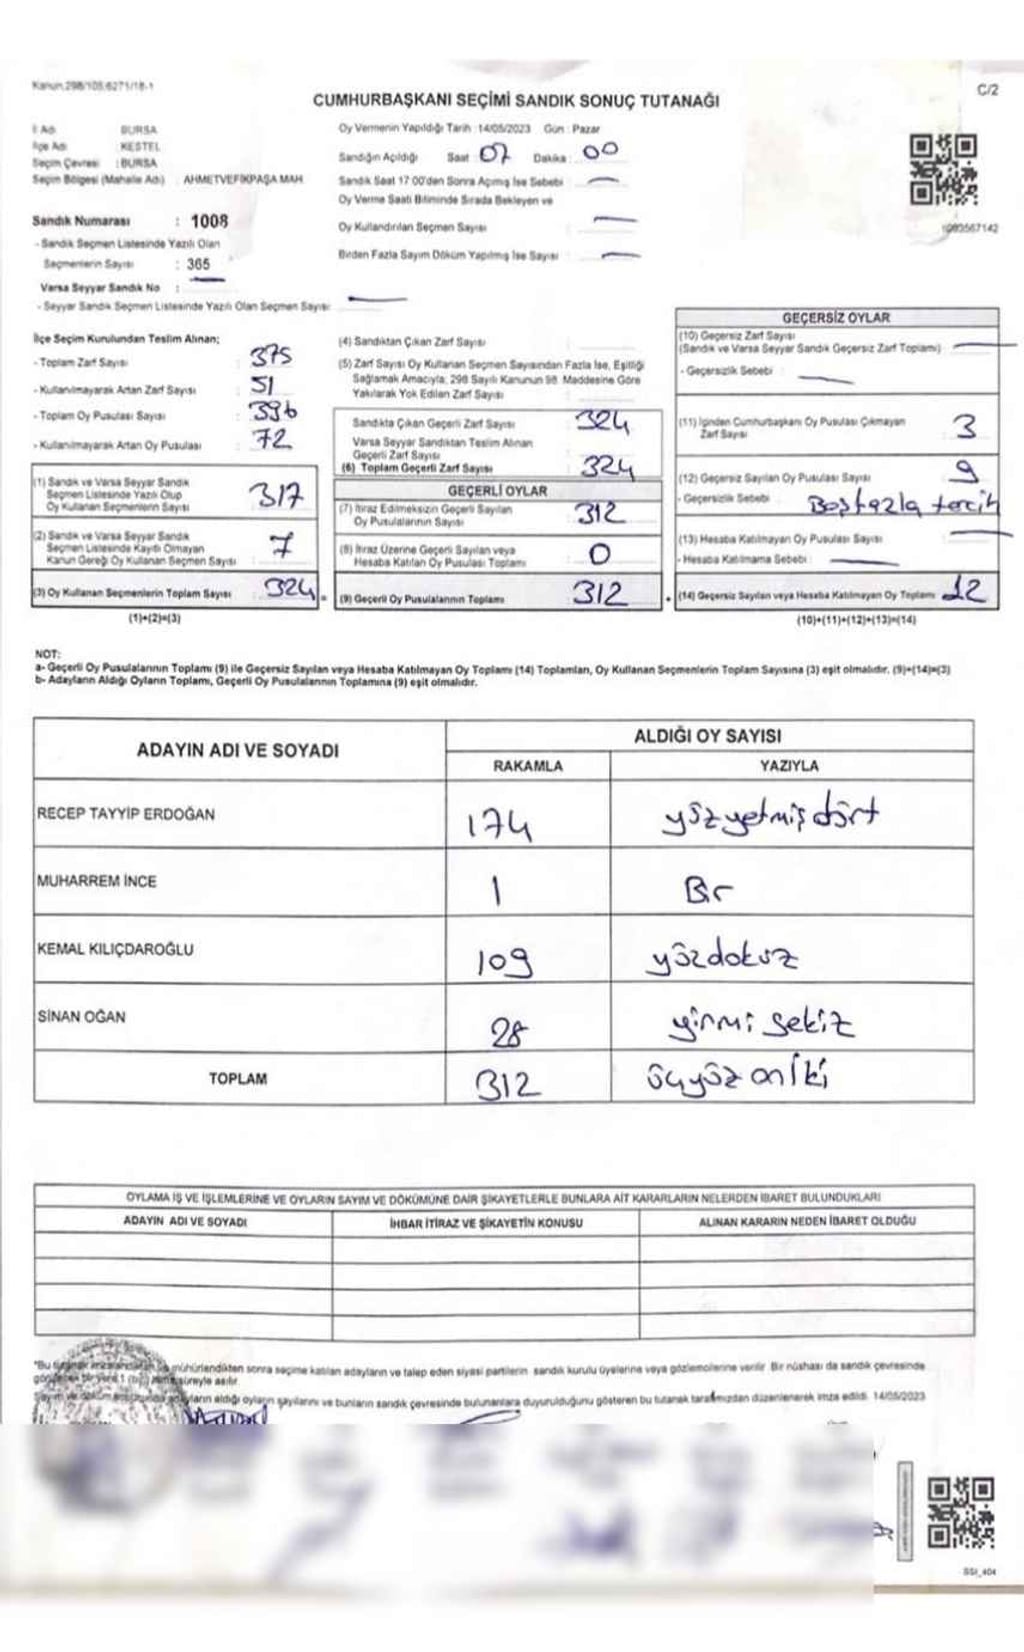 Kanun:298/105;6271/18-1
C/2
CUMHURBAŞKANI SEÇİMİ SANDIK SONUÇ TUTANAĞI
İl Adı : BURSA
İlçe Adı : KESTEL
Seçim Çevresi : BURSA
Seçim Bölgesi (Mahalle Adı) : AHMETVEFİKPAŞA MAH.
Sandık Numarası : 1008
- Sandık Seçmen Listesinde Yazılı Olan
Seçmenlerin Sayısı : 365
Varsa Seyyar Sandık No :
- Seyyar Sandık Seçmen Listesinde Yazılı Olan Seçmen Sayısı :
Oy Vermenin Yapıldığı Tarih : 14/05/2023 Gün : Pazar
Sandığın Açıldığı Saat 07 Dakika : 00
Sandık Saat 17:00'den Sonra Açılmış İse Sebebi :
Oy Verme Saati Bitiminde Sırada Bekleyen ve
Oy Kullandırılan Seçmen Sayısı
Birden Fazla Sayım Döküm Yapılmış İse Sayısı :
İlçe Seçim Kurulundan Teslim Alınan;
- Toplam Zarf Sayısı : 375
- Kullanılmayarak Artan Zarf Sayısı : 51
- Toplam Oy Pusulası Sayısı : 396
- Kullanılmayarak Artan Oy Pusulası : 72
(1) Sandık ve Varsa Seyyar Sandık
Seçmen Listesinde Yazılı Olup
Oy Kullanan Seçmenlerin Sayısı : 317
(2) Sandık ve Varsa Seyyar Sandık
Seçmen Listesinde Kayıtlı Olmayan
Kanun Gereği Oy Kullanan Seçmen Sayısı : 7
(3) Oy Kullanan Seçmenlerin Toplam Sayısı : 324 =
(1)+(2)=(3)
(4) Sandıktan Çıkan Zarf Sayısı :
(5) Zarf Sayısı Oy Kullanan Seçmen Sayısından Fazla İse, Eşitliği
Sağlamak Amacıyla, 298 Sayılı Kanunun 98. Maddesine Göre
Yakılarak Yok Edilen Zarf Sayısı :
Sandıkta Çıkan Geçerli Zarf Sayısı : 324
Varsa Seyyar Sandıktan Teslim Alınan
Geçerli Zarf Sayısı
(6) Toplam Geçerli Zarf Sayısı : 324
GEÇERLİ OYLAR
(7) İtiraz Edilmeksizin Geçerli Sayılan
Oy Pusulalarının Sayısı : 312
(8) İtiraz Üzerine Geçerli Sayılan veya
Hesaba Katılan Oy Pusulası Toplamı : 0
(9) Geçerli Oy Pusulalarının Toplamı : 312 +
GEÇERSİZ OYLAR
(10) Geçersiz Zarf Sayısı
(Sandık ve Varsa Seyyar Sandık Geçersiz Zarf Toplamı) :
- Geçersizlik Sebebi :
(11) İçinden Cumhurbaşkanı Oy Pusulası Çıkmayan
Zarf Sayısı : 3
(12) Geçersiz Sayılan Oy Pusulası Sayısı : 9
- Geçersizlik Sebebi : Boş fazla tercih
(13) Hesaba Katılmayan Oy Pusulası Sayısı :
- Hesaba Katılmama Sebebi :
(14) Geçersiz Sayılan veya Hesaba Katılmayan Oy Toplamı : 12
(10)+(11)+(12)+(13)=(14)
NOT:
a- Geçerli Oy Pusulalarının Toplamı (9) ile Geçersiz Sayılan veya Hesaba Katılmayan Oy Toplamı (14) Toplamları, Oy Kullanan Seçmenlerin Toplam Sayısına (3) eşit olmalıdır. (9)+(14)=(3)
b- Adayların Aldığı Oyların Toplamı, Geçerli Oy Pusulalarının Toplamına (9) eşit olmalıdır.
ADAYIN ADI VE SOYADI
ALDIĞI OY SAYISI
RAKAMLA YAZIYLA
RECEP TAYYİP ERDOĞAN 174 yüzyetmiş dört
MUHARREM İNCE 1 Bir
KEMAL KILIÇDAROĞLU 109 yüzdokuz
SİNAN OĞAN 28 yirmi sekiz
TOPLAM 312 üçyüz oniki
OYLAMA İŞ VE İŞLEMLERİNE VE OYLARIN SAYIM VE DÖKÜMÜNE DAİR ŞİKAYETLERLE BUNLARA AİT KARARLARIN NELERDEN İBARET BULUNDUKLARI
ADAYIN ADI VE SOYADI İHBAR İTİRAZ VE ŞİKAYETİN KONUSU ALINAN KARARIN NEDEN İBARET OLDUĞU
mühürlendikten sonra seçime katılan adayların ve talep eden siyasi partilerin sandık kurulu üyelerine veya gözlemcilerine verilir. Bir nüshası da sandık çevresinde
süreyle asılır.
aldığı oyların sayılarını ve bunların sandık çevresinde bulunanlara duyurulduğunu gösteren bu tutanak tarafımızdan düzenlenerek imza edildi. 14/05/2023
SSI_404